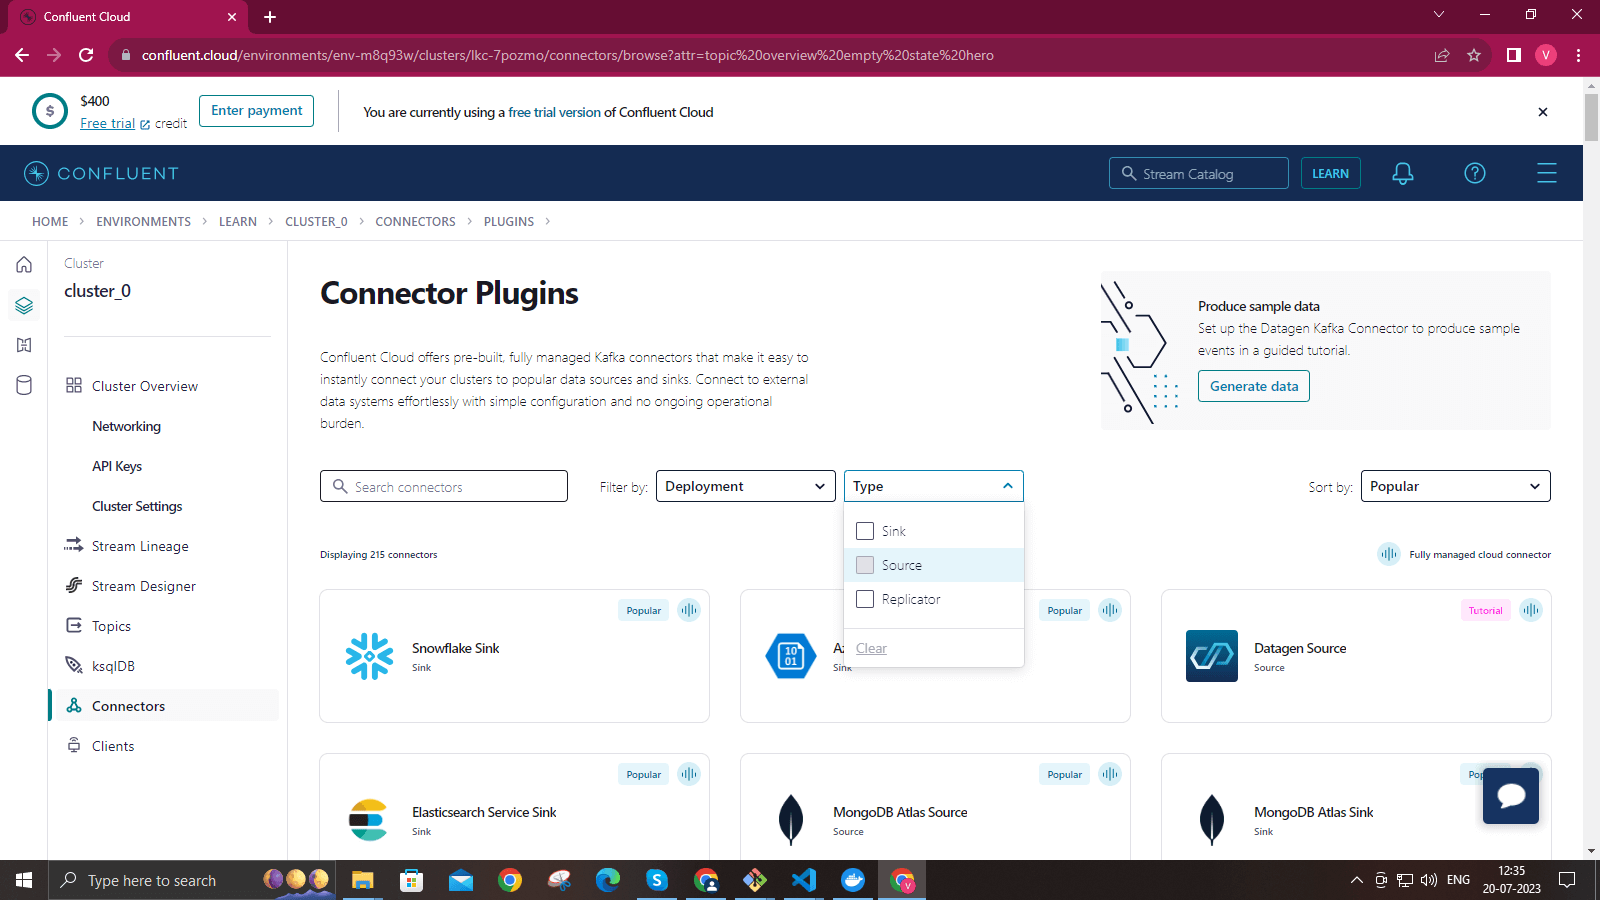 Confluent Cloud
confluent.cloud/environments/env-m8q93w/clusters/lkc-7pozmo/connectors/browse?attr=topic%20overview%20empty%20state%20hero
V
$
$400
Free trial credit
Enter payment
You are currently using a free trial version of Confluent Cloud
CONFLUENT
Stream Catalog
LEARN
?
HOME > ENVIRONMENTS > LEARN > CLUSTER_0 > CONNECTORS > PLUGINS >
Cluster
cluster_0
Cluster Overview
Networking
API Keys
Cluster Settings
Stream Lineage
Stream Designer
Topics
ksqlDB
Connectors
Clients
Connector Plugins
Confluent Cloud offers pre-built, fully managed Kafka connectors that make it easy to
instantly connect your clusters to popular data sources and sinks. Connect to external
data systems effortlessly with simple configuration and no ongoing operational
burden.
Produce sample data
Set up the Datagen Kafka Connector to produce sample
events in a guided tutorial.
Generate data
Search connectors
Filter by:
Deployment
Type
Sort by:
Popular
Sink
Source
Replicator
Clear
Displaying 215 connectors
Fully managed cloud connector
Popular
Snowflake Sink
Sink
Popular
10
01
Az
Sink
Tutorial
Datagen Source
Source
Popular
Elasticsearch Service Sink
Sink
Popular
MongoDB Atlas Source
Source
Pop
MongoDB Atlas Sink
Sink
Type here to search
S
V
ENG
12:35
20-07-2023